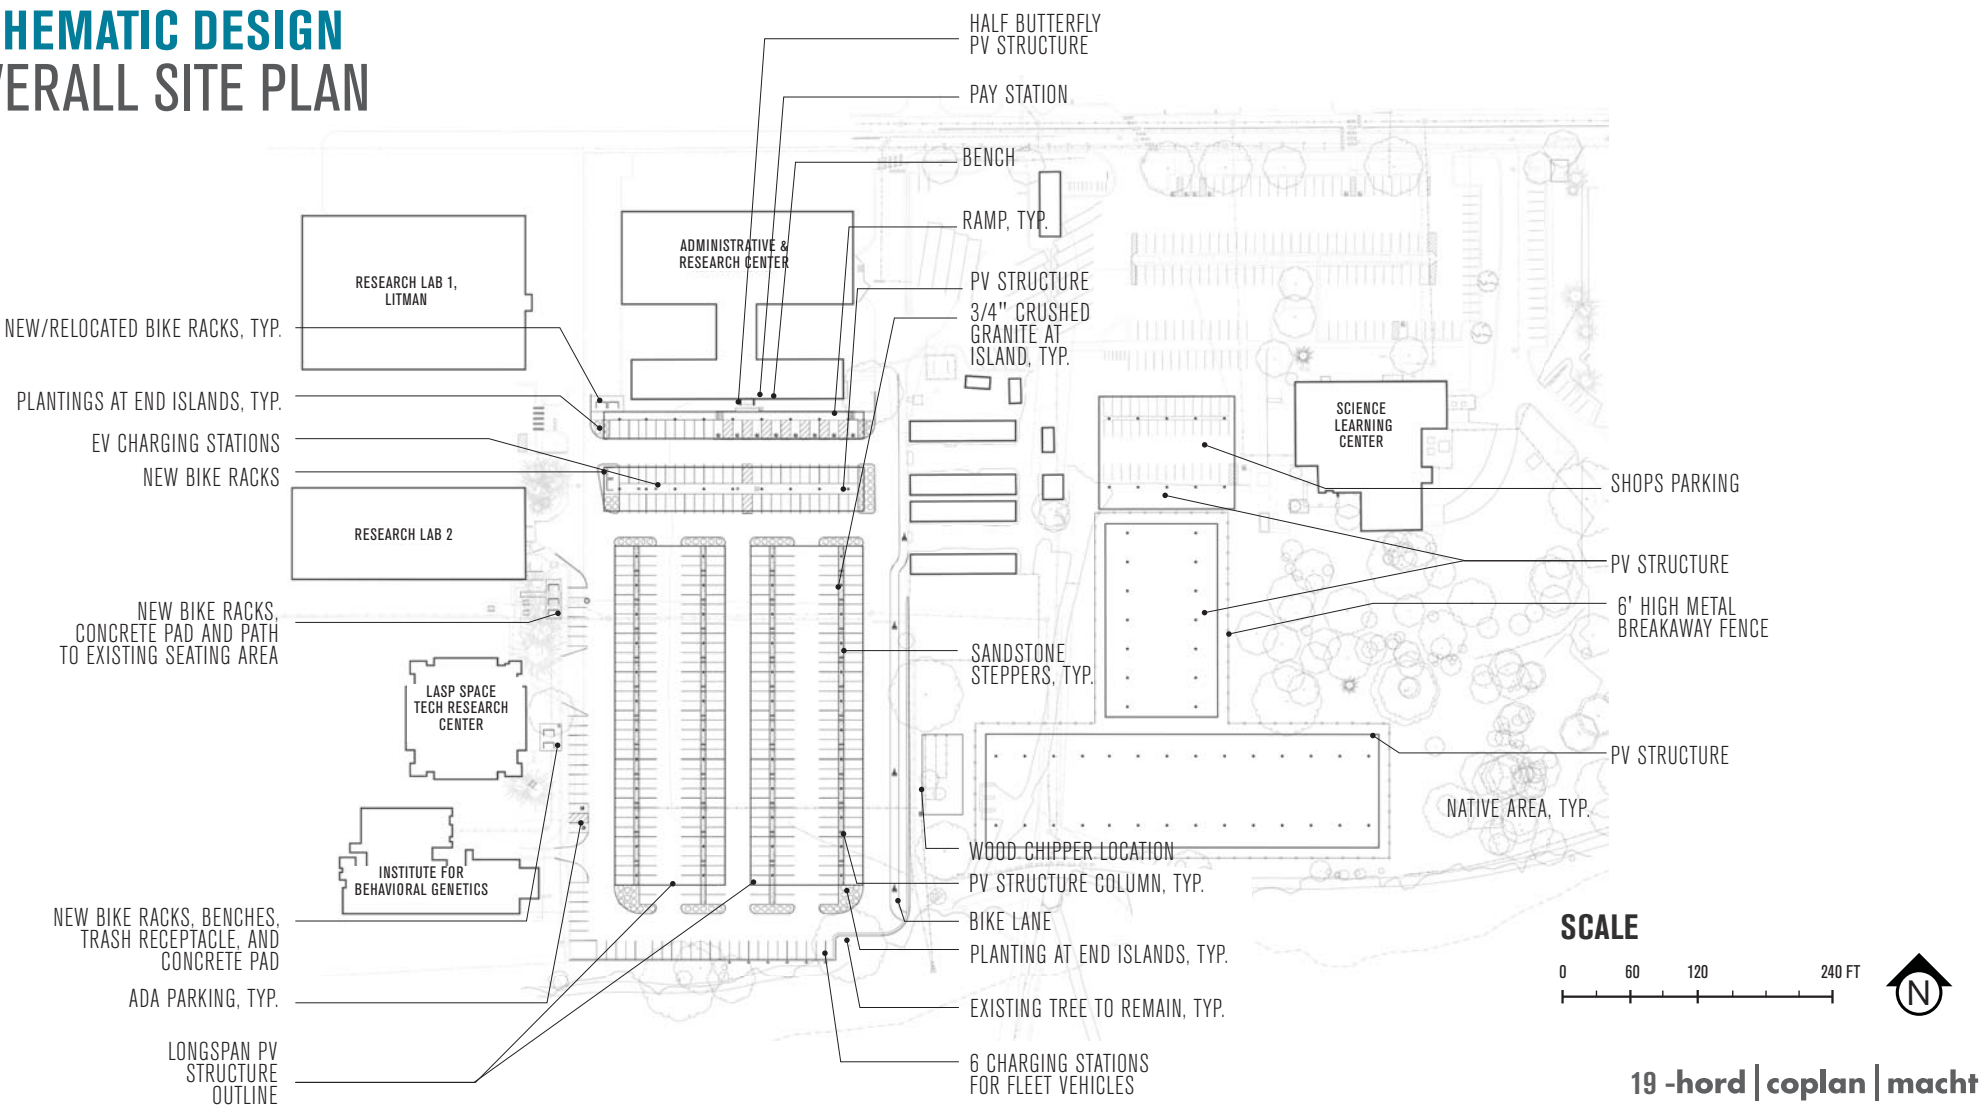 HEMATIC DESIGN
ERALL SITE PLAN
HALF BUTTERFLY
PV STRUCTURE
PAY STATION
BENCH
RAMP, TYP.
PV STRUCTURE
3/4" CRUSHED
GRANITE AT
ISLAND, TYP.
ADMINISTRATIVE &
RESEARCH CENTER
RESEARCH LAB 1,
LITMAN
NEW/RELOCATED BIKE RACKS, TYP.
PLANTINGS AT END ISLANDS, TYP.
EV CHARGING STATIONS
NEW BIKE RACKS
RESEARCH LAB 2
SCIENCE
LEARNING
CENTER
SHOPS PARKING
PV STRUCTURE
6' HIGH METAL
BREAKAWAY FENCE
NEW BIKE RACKS,
CONCRETE PAD AND PATH
TO EXISTING SEATING AREA
SANDSTONE
STEPPERS, TYP.
LASP SPACE
TECH RESEARCH
CENTER
PV STRUCTURE
NATIVE AREA, TYP.
WOOD CHIPPER LOCATION
PV STRUCTURE COLUMN, TYP.
INSTITUTE FOR
BEHAVIORAL GENETICS
NEW BIKE RACKS, BENCHES,
TRASH RECEPTACLE, AND
CONCRETE PAD
BIKE LANE
PLANTING AT END ISLANDS, TYP.
ADA PARKING, TYP.
EXISTING TREE TO REMAIN, TYP.
LONGSPAN PV
STRUCTURE
OUTLINE
6 CHARGING STATIONS
FOR FLEET VEHICLES
SCALE
0 60 120 240 FT
N
19 -hord | coplan | macht